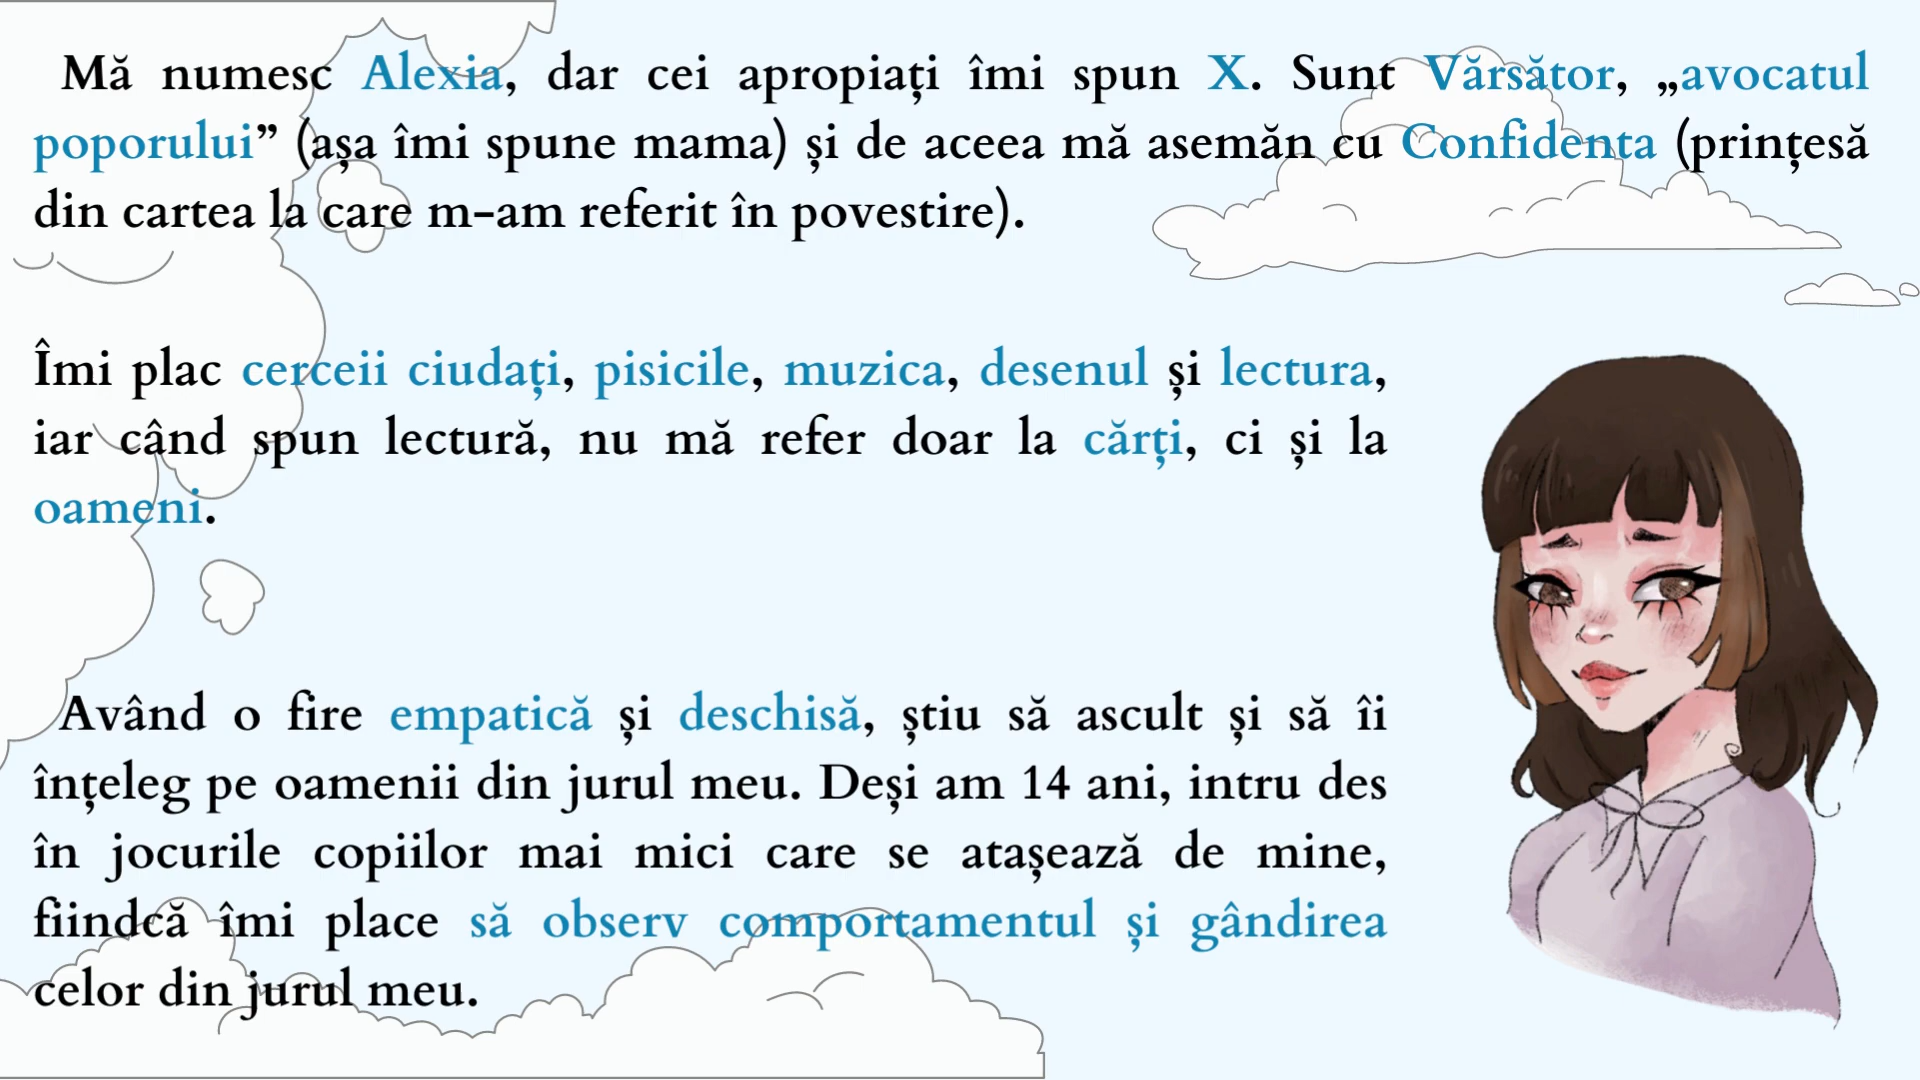 Mă numesc Alexia, dar cei apropiați îmi spun X. Sunt Vărsător, „avocatul
poporului” (așa îmi spune mama) și de aceea mă asemăn cu Confidenta (prințesă
din cartea la care m-am referit în povestire).
Îmi plac cerceii ciudați, pisicile, muzica, desenul și lectura,
iar când spun lectură, nu mă refer doar la cărți, ci și la
oameni.
Având o fire empatică și deschisă, știu să ascult și să îi
înțeleg pe oamenii din jurul meu. Deși am 14 ani, intru des
în jocurile copiilor mai mici care se atașează de mine,
fiindcă îmi place să observ comportamentul și gândirea
celor din jurul meu.